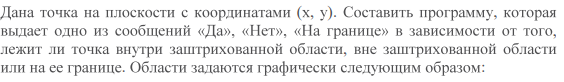 Дана точка на плоскости с координатами (х, у). Составить программу, которая
выдает одно из сообщений «Да», «Нет», «На границе» в зависимости от того,
лежит ли точка внутри заштрихованной области, вне заштрихованной области
или на ее границе. Области задаются графически следующим образом: